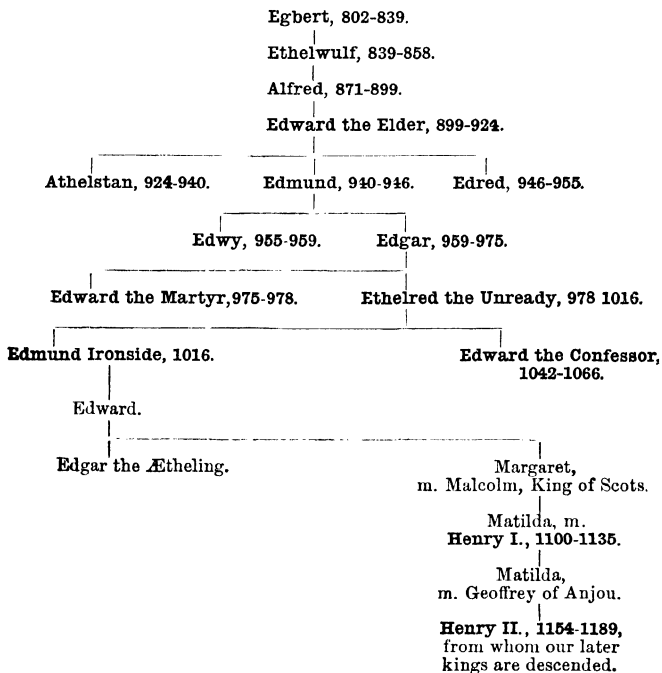 Egbert, 802-839.
Ethelwulf, 839-858.
Alfred, 871-899.
Edward the Elder, 899-924.
Athelstan, 924-940. Edmund, 940-946. Edred, 946-955.
Edwy, 955-959. Edgar, 959-975.
Edward the Martyr,975-978. Ethelred the Unready, 978 1016.
Edmund Ironside, 1016. Edward the Confessor,
1042-1066.
Edward.
Edgar the Ætheling. Margaret,
m. Malcolm, King of Scots.
Matilda, m.
Henry I., 1100-1135.
Matilda,
m. Geoffrey of Anjou.
Henry II., 1154-1189,
from whom our later
kings are descended.